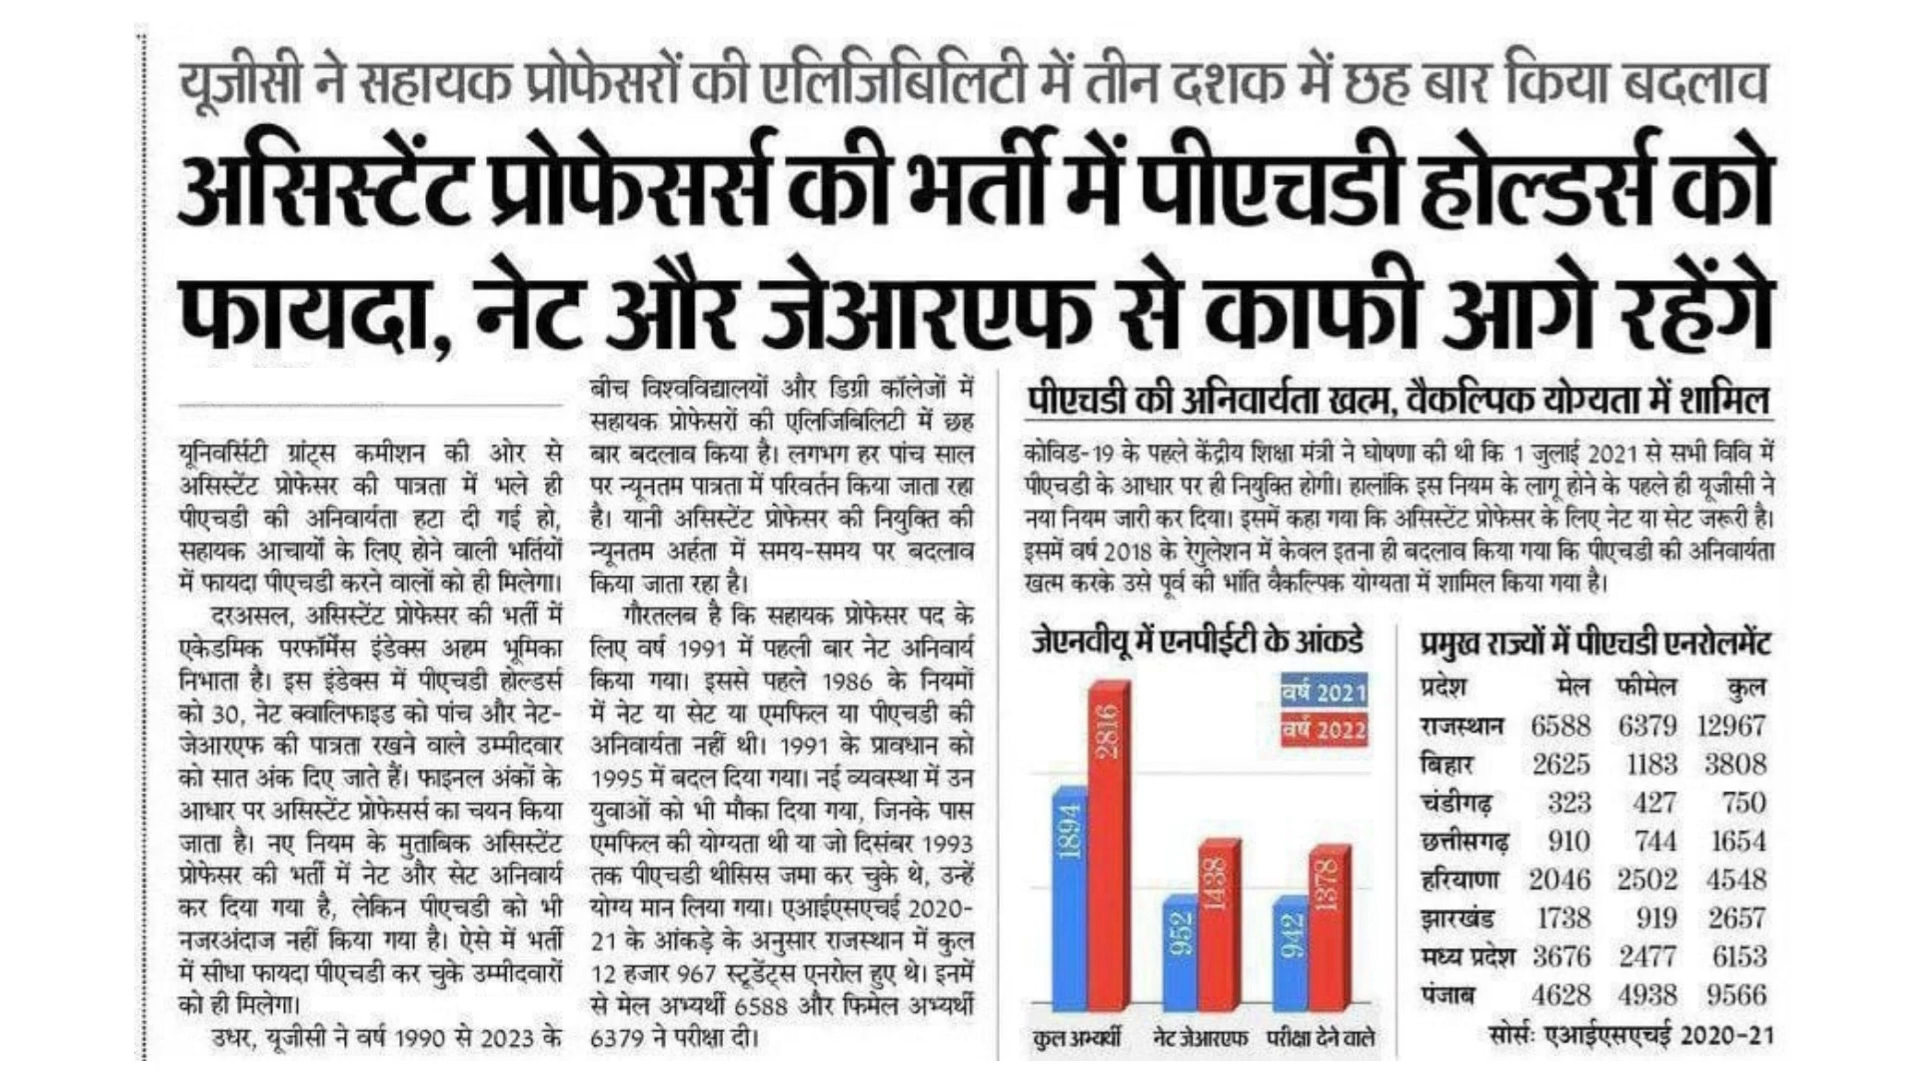 यूजीसी ने सहायक प्रोफेसरों की एलिजिबिलिटी में तीन दशक में छह बार किया बदलाव
असिस्टेंट प्रोफेसर्स की भर्ती में पीएचडी होल्डर्स को
फायदा, नेट और जेआरएफ से काफी आगे रहेंगे
यूनिवर्सिटी ग्रांट्स कमीशन की ओर से
असिस्टेंट प्रोफेसर की पात्रता में भले ही
पीएचडी की अनिवार्यता हटा दी गई हो,
सहायक आचार्यों के लिए होने वाली भर्तियों
में फायदा पीएचडी करने वालों को ही मिलेगा।
दरअसल, असिस्टेंट प्रोफेसर की भर्ती में
एकेडमिक परफॉर्मेंस इंडेक्स अहम भूमिका
निभाता है। इस इंडेक्स में पीएचडी होल्डर्स
को 30, नेट क्वालिफाइड को पांच और नेट-
जेआरएफ की पात्रता रखने वाले उम्मीदवार
को सात अंक दिए जाते हैं। फाइनल अंकों के
आधार पर असिस्टेंट प्रोफेसर्स का चयन किया
जाता है। नए नियम के मुताबिक असिस्टेंट
प्रोफेसर की भर्ती में नेट और सेट अनिवार्य
कर दिया गया है, लेकिन पीएचडी को भी
नजरअंदाज नहीं किया गया है। ऐसे में भर्ती
में सीधा फायदा पीएचडी कर चुके उम्मीदवारों
को ही मिलेगा।
उधर, यूजीसी ने वर्ष 1990 से 2023 के
बीच विश्वविद्यालयों और डिग्री कॉलेजों में
सहायक प्रोफेसरों की एलिजिबिलिटी में छह
बार बदलाव किया है। लगभग हर पांच साल
पर न्यूनतम पात्रता में परिवर्तन किया जाता रहा
है। यानी असिस्टेंट प्रोफेसर की नियुक्ति की
न्यूनतम अर्हता में समय-समय पर बदलाव
किया जाता रहा है।
गौरतलब है कि सहायक प्रोफेसर पद के
लिए वर्ष 1991 में पहली बार नेट अनिवार्य
किया गया। इससे पहले 1986 के नियमों
में नेट या सेट या एमफिल या पीएचडी की
अनिवार्यता नहीं थी। 1991 के प्रावधान को
1995 में बदल दिया गया। नई व्यवस्था में उन
युवाओं को भी मौका दिया गया, जिनके पास
एमफिल की योग्यता थी या जो दिसंबर 1993
तक पीएचडी थीसिस जमा कर चुके थे, उन्हें
योग्य मान लिया गया। एआईएसएचई 2020-
21 के आंकड़े के अनुसार राजस्थान में कुल
12 हजार 967 स्टूडेंट्स एनरोल हुए थे। इनमें
से मेल अभ्यर्थी 6588 और फिमेल अभ्यर्थी
6379 ने परीक्षा दी।
पीएचडी की अनिवार्यता खत्म, वैकल्पिक योग्यता में शामिल
कोविड-19 के पहले केंद्रीय शिक्षा मंत्री ने घोषणा की थी कि 1 जुलाई 2021 से सभी विवि में
पीएचडी के आधार पर ही नियुक्ति होगी। हालांकि इस नियम के लागू होने के पहले ही यूजीसी ने
नया नियम जारी कर दिया। इसमें कहा गया कि असिस्टेंट प्रोफेसर के लिए नेट या सेट जरूरी है।
इसमें वर्ष 2018 के रेगुलेशन में केवल इतना ही बदलाव किया गया कि पीएचडी की अनिवार्यता
खत्म करके उसे पूर्व की भांति वैकल्पिक योग्यता में शामिल किया गया है।
जेएनवीयू में एनपीईटी के आंकडे
वर्ष 2021
वर्ष 2022
1894 2816
952 1438
942 1378
कुल अभ्यर्थी नेट जेआरएफ परीक्षा देने वाले
प्रमुख राज्यों में पीएचडी एनरोलमेंट
प्रदेश मेल फीमेल कुल
राजस्थान 6588 6379 12967
बिहार 2625 1183 3808
चंडीगढ़ 323 427 750
छत्तीसगढ़ 910 744 1654
हरियाणा 2046 2502 4548
झारखंड 1738 919 2657
मध्य प्रदेश 3676 2477 6153
पंजाब 4628 4938 9566
सोर्सः एआईएसएचई 2020-21